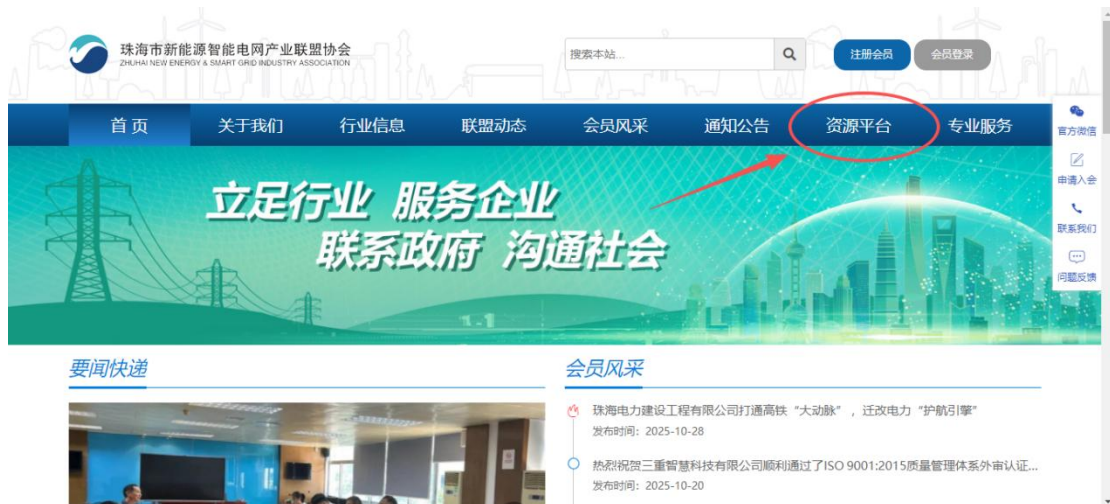 珠海市新能源智能电网产业联盟协会
ZHUHAI NEW ENERGY & SMART GRID INDUSTRY ASSOCIATION
搜索本站...
注册会员
会员登录
首 页
关于我们
行业信息
联盟动态
会员风采
通知公告
资源平台
专业服务
官方微信
申请入会
联系我们
问题反馈
立足行业 服务企业
联系政府 沟通社会
要闻快递
会员风采
珠海电力建设工程有限公司打通高铁“大动脉”，迁改电力“护航引擎”
发布时间：2025-10-28
热烈祝贺三重智慧科技有限公司顺利通过了ISO 9001:2015质量管理体系外审认证...
发布时间：2025-10-20